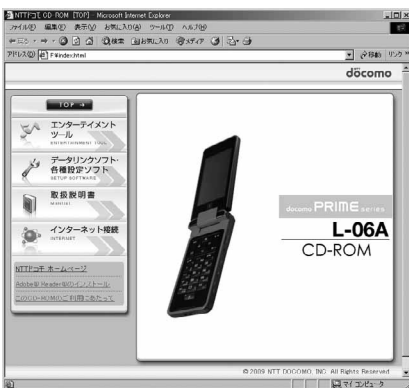 NTTドコモ CD-ROM [TOP] - Microsoft Internet Explorer
ファイル(F) 編集(E) 表示(V) お気に入り(A) ツール(T) ヘルプ(H)
戻る 検索 お気に入り メディア
アドレス(D) F:¥index.html 移動 リンク
döcomo
TOP
エンターテイメント
ツール
ENTERTAINMENT TOOL
データリンクソフト・
各種設定ソフト
SETUP SOFTWARE
取扱説明書
MANUAL
インターネット接続
INTERNET
NTTドコモ ホームページ
Adobe® Reader®のインストール
このCD-ROMのご利用にあたって
docomo PRIME series
L-06A
CD-ROM
© 2009 NTT DOCOMO, INC. All Rights Reserved.
マイ コンピュータ